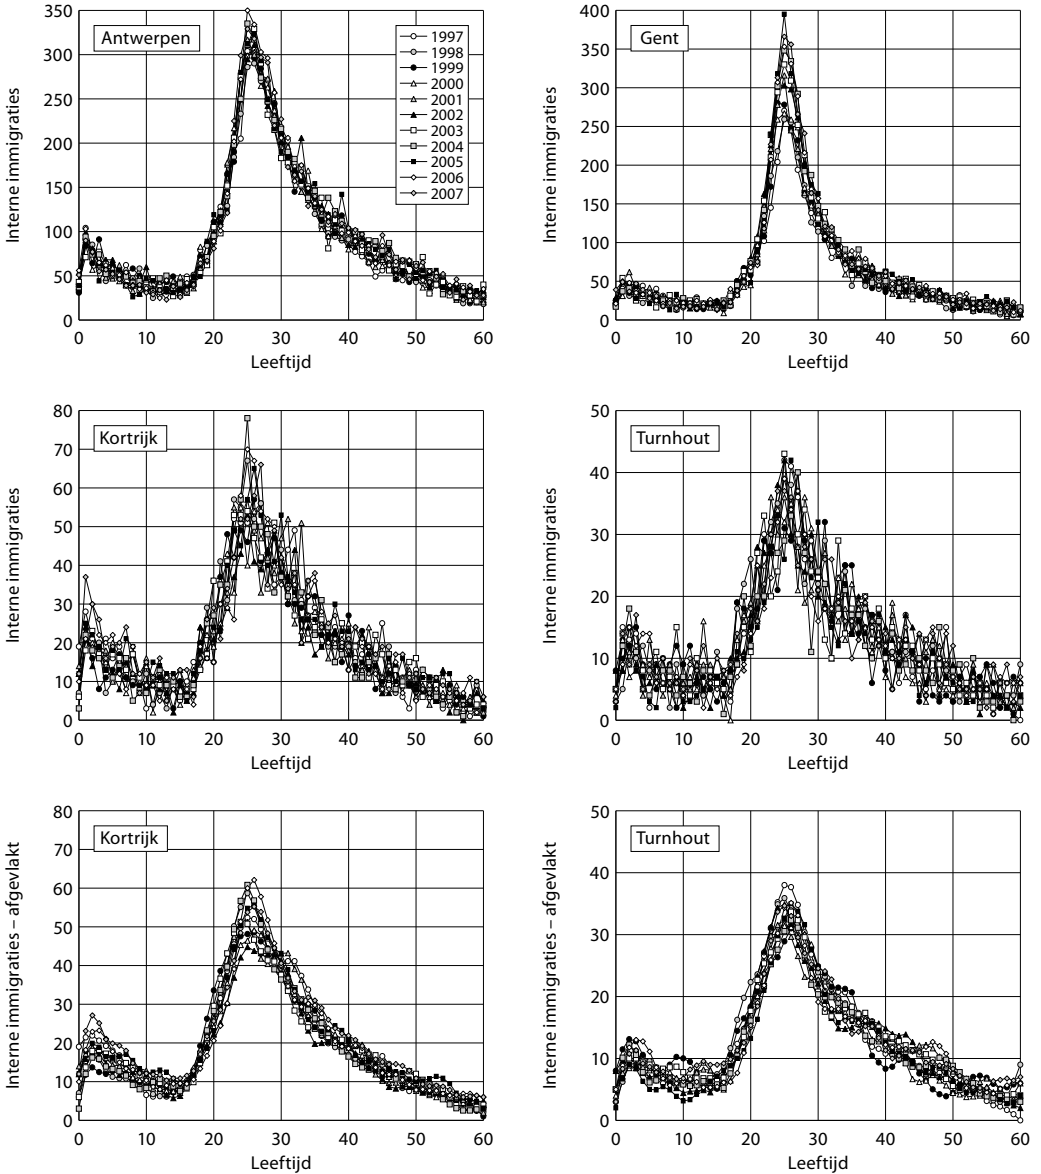 Antwerpen
Interne immigraties
350
300
250
200
150
100
50
0
0 10 20 30 40 50 60
Leeftijd
1997
1998
1999
2000
2001
2002
2003
2004
2005
2006
2007
Gent
Interne immigraties
400
350
300
250
200
150
100
50
0
0 10 20 30 40 50 60
Leeftijd
Kortrijk
Interne immigraties
80
70
60
50
40
30
20
10
0
0 10 20 30 40 50 60
Leeftijd
Turnhout
Interne immigraties
50
40
30
20
10
0
0 10 20 30 40 50 60
Leeftijd
Kortrijk
Interne immigraties – afgevlakt
80
70
60
50
40
30
20
10
0
0 10 20 30 40 50 60
Leeftijd
Turnhout
Interne immigraties – afgevlakt
50
40
30
20
10
0
0 10 20 30 40 50 60
Leeftijd